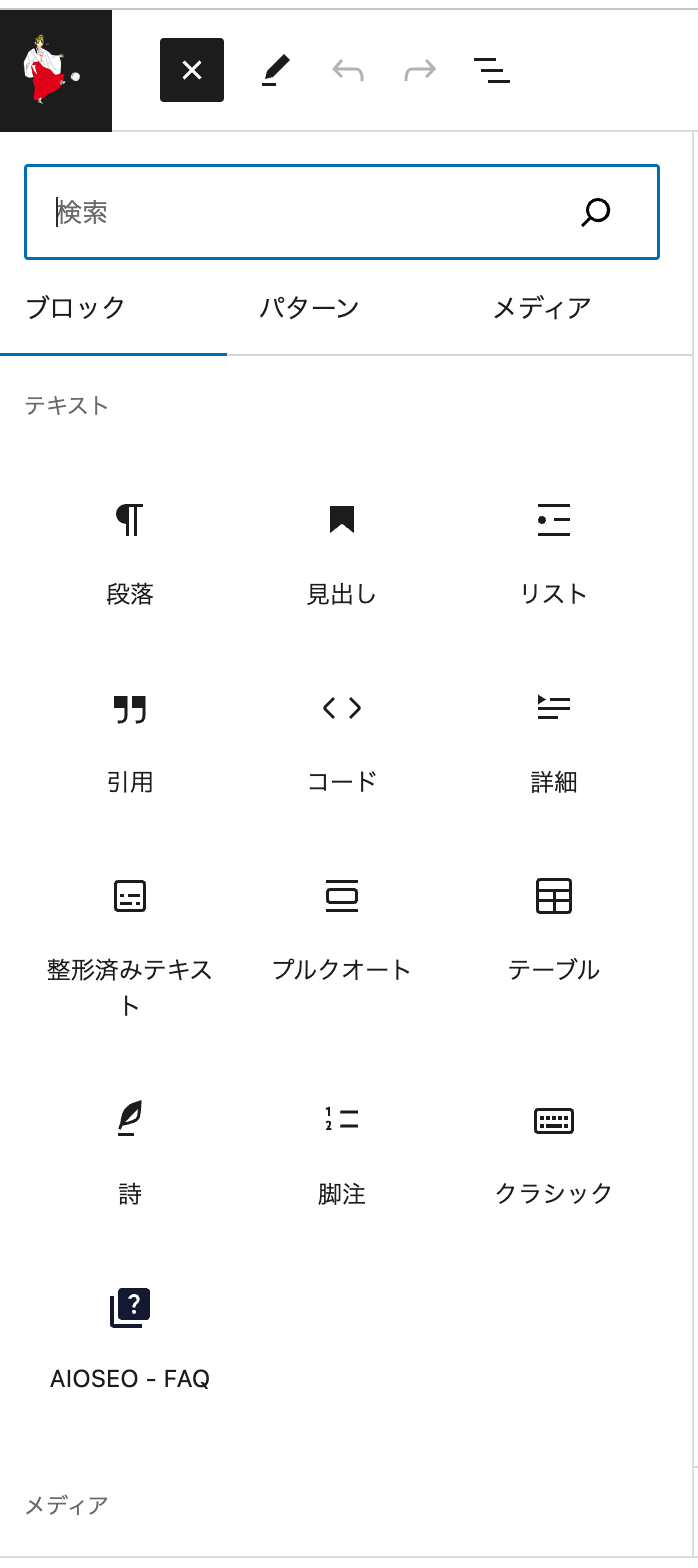 検索
ブロック パターン メディア
テキスト
段落 見出し リスト
引用 コード 詳細
整形済みテキス
ト
プルクオート テーブル
詩 脚注 クラシック
AIOSEO - FAQ
メディア